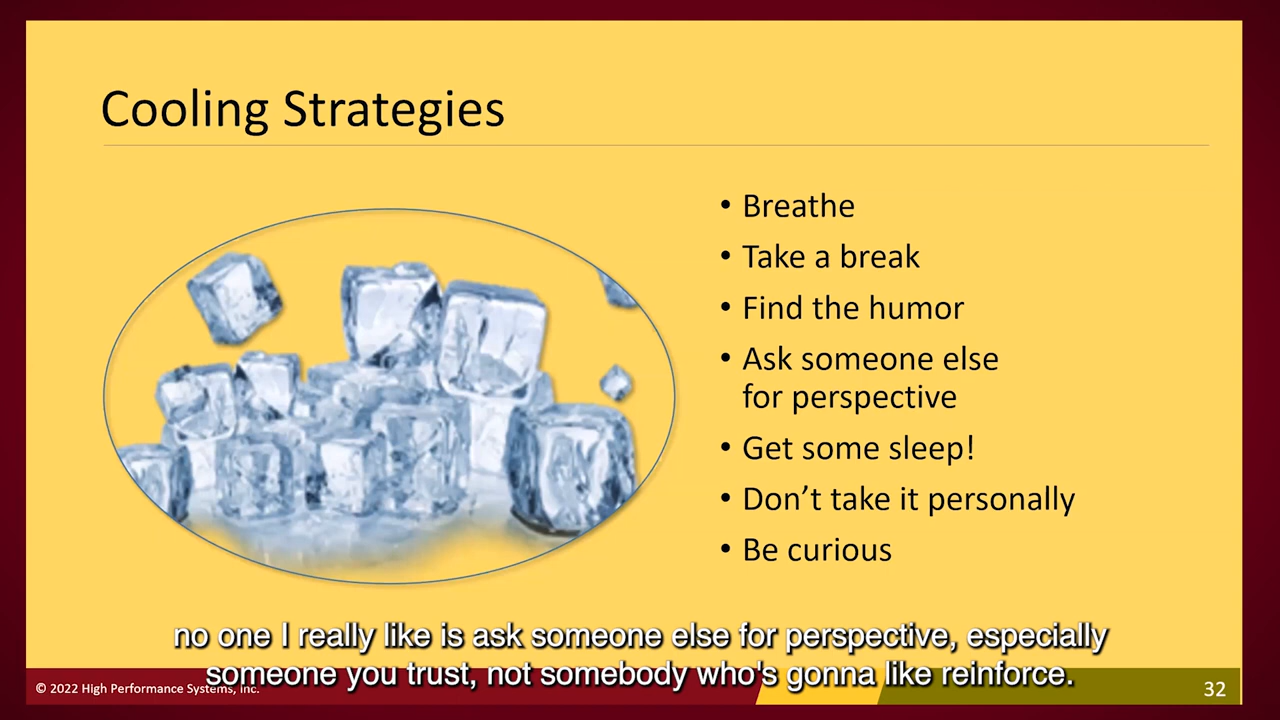 Cooling Strategies
• Breathe
• Take a break
• Find the humor
• Ask someone else
for perspective
• Get some sleep!
• Don’t take it personally
• Be curious
no one I really like is ask someone else for perspective, especially
someone you trust, not somebody who's gonna like reinforce.
© 2022 High Performance Systems, Inc.
32